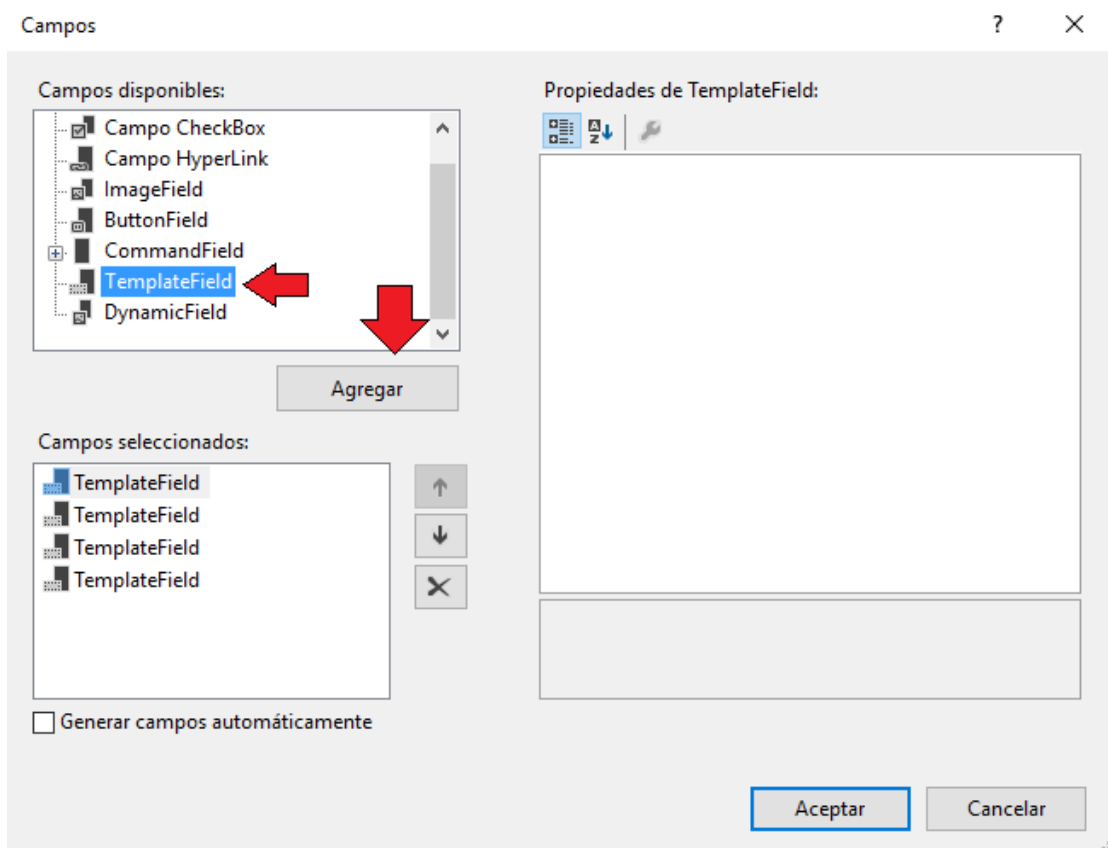 Campos
Campos disponibles:
Campo CheckBox
Campo HyperLink
ImageField
ButtonField
CommandField
TemplateField
DynamicField
Agregar
Campos seleccionados:
TemplateField
TemplateField
TemplateField
TemplateField
Generar campos automáticamente
Propiedades de TemplateField:
Aceptar
Cancelar